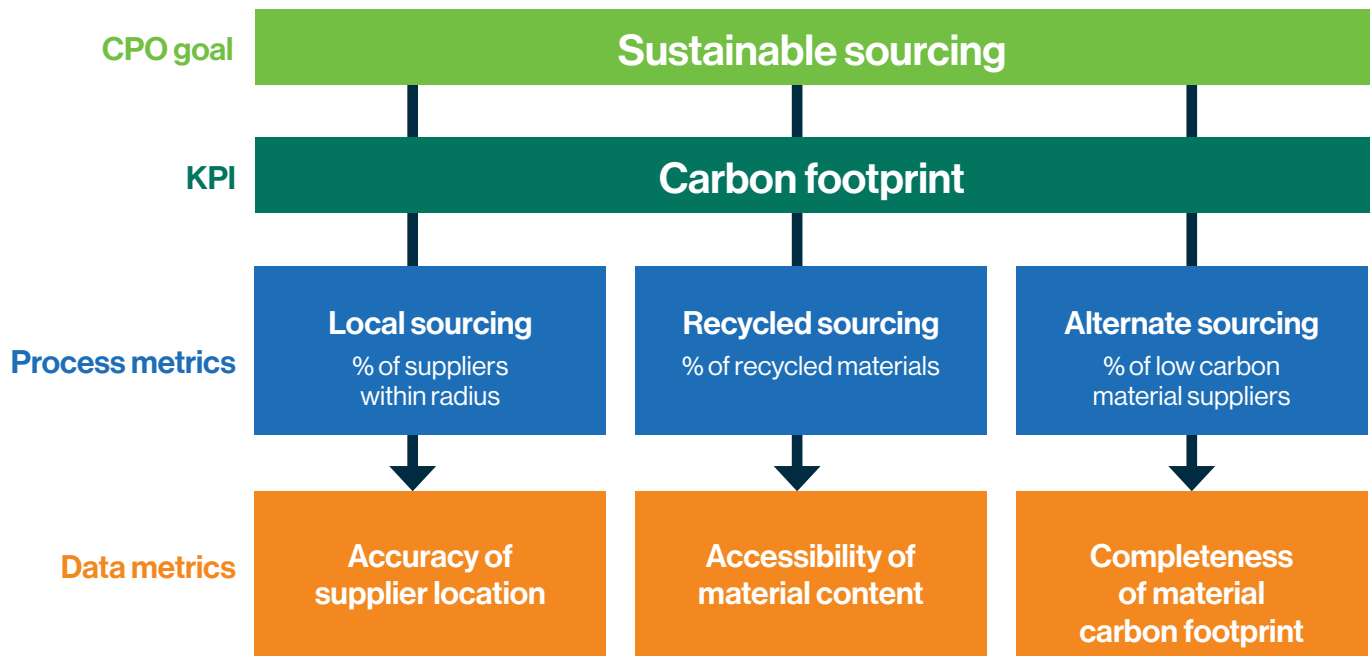 CPO goal
Sustainable sourcing
KPI
Carbon footprint
Process metrics
Local sourcing
% of suppliers
within radius
Recycled sourcing
% of recycled materials
Alternate sourcing
% of low carbon
material suppliers
Data metrics
Accuracy of
supplier location
Accessibility of
material content
Completeness
of material
carbon footprint